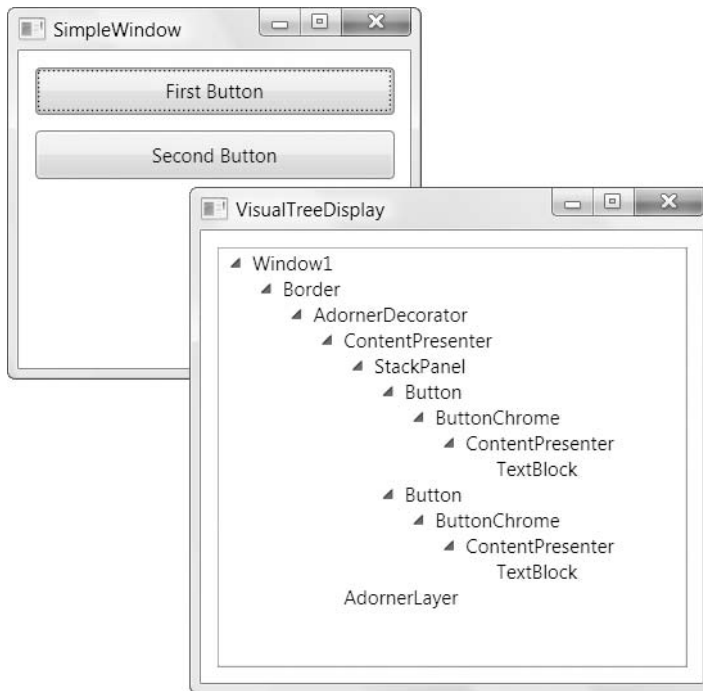 SimpleWindow
First Button
Second Button
VisualTreeDisplay
Window1
Border
AdornerDecorator
ContentPresenter
StackPanel
Button
ButtonChrome
ContentPresenter
TextBlock
Button
ButtonChrome
ContentPresenter
TextBlock
AdornerLayer